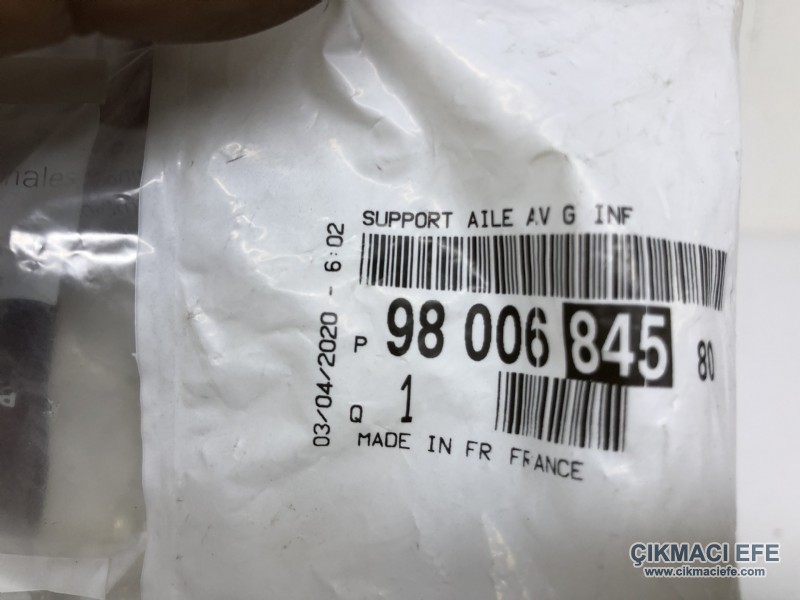 SUPPORT AILE AV G INF
03/04/2020 - 6:02
P 98 006 845 80
Q 1
MADE IN FR FRANCE
ÇIKMACI EFE
www.cikmaciefe.com